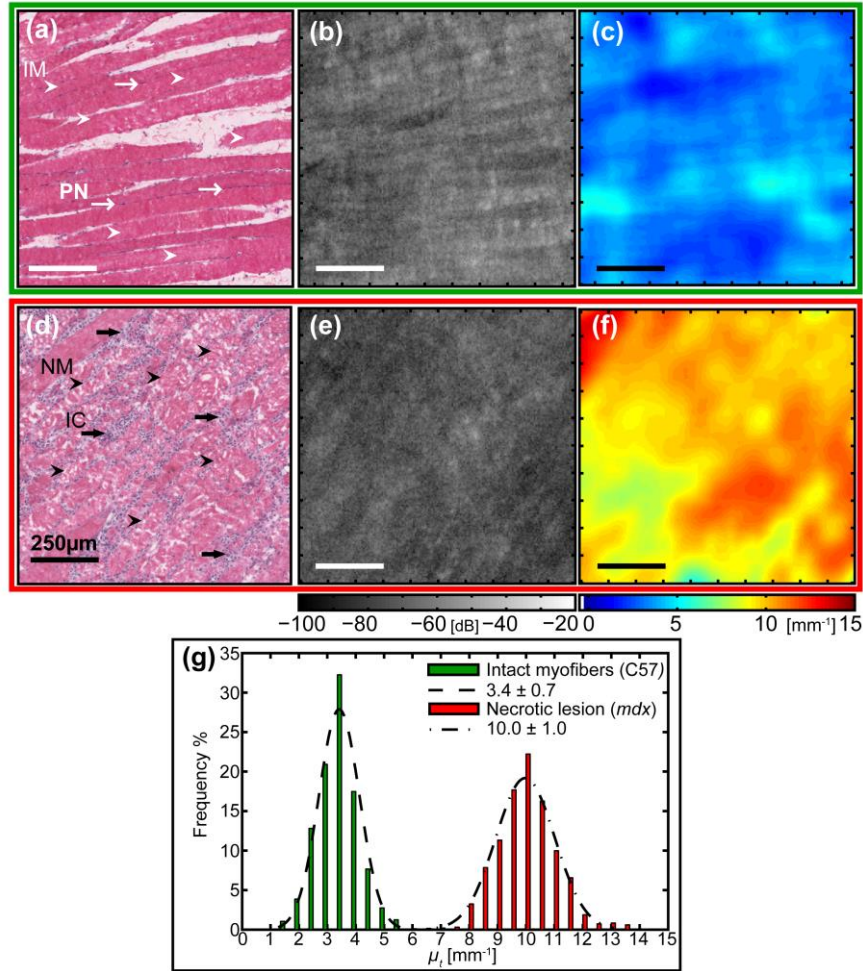 (a)
IM
PN
(b)
(c)
(d)
NM
IC
250µm
(e)
(f)
−100 −80 −60 [dB] −40 −20
0 5 10 [mm⁻¹] 15
(g)
Intact myofibers (C57)
3.4 ± 0.7
Necrotic lesion (mdx)
10.0 ± 1.0
Frequency %
35
30
25
20
15
10
5
0
0 1 2 3 4 5 6 7 8 9 10 11 12 13 14 15
μt [mm⁻¹]